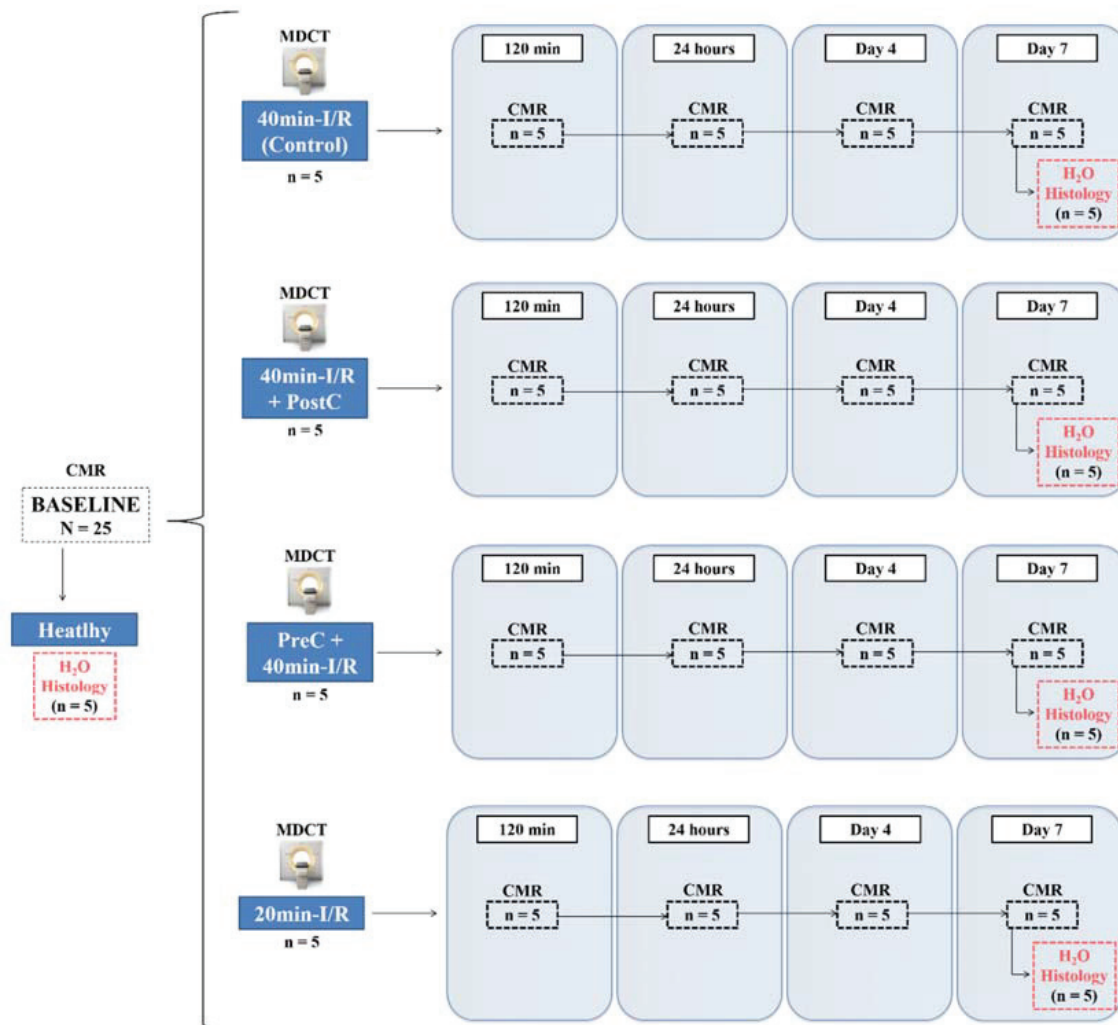 CMR
BASELINE
N = 25
Heatlhy
H₂O
Histology
(n = 5)
MDCT
40min-I/R
(Control)
n = 5
120 min
CMR
n = 5
24 hours
CMR
n = 5
Day 4
CMR
n = 5
Day 7
CMR
n = 5
H₂O
Histology
(n = 5)
MDCT
40min-I/R
+ PostC
n = 5
120 min
CMR
n = 5
24 hours
CMR
n = 5
Day 4
CMR
n = 5
Day 7
CMR
n = 5
H₂O
Histology
(n = 5)
MDCT
PreC +
40min-I/R
n = 5
120 min
CMR
n = 5
24 hours
CMR
n = 5
Day 4
CMR
n = 5
Day 7
CMR
n = 5
H₂O
Histology
(n = 5)
MDCT
20min-I/R
n = 5
120 min
CMR
n = 5
24 hours
CMR
n = 5
Day 4
CMR
n = 5
Day 7
CMR
n = 5
H₂O
Histology
(n = 5)